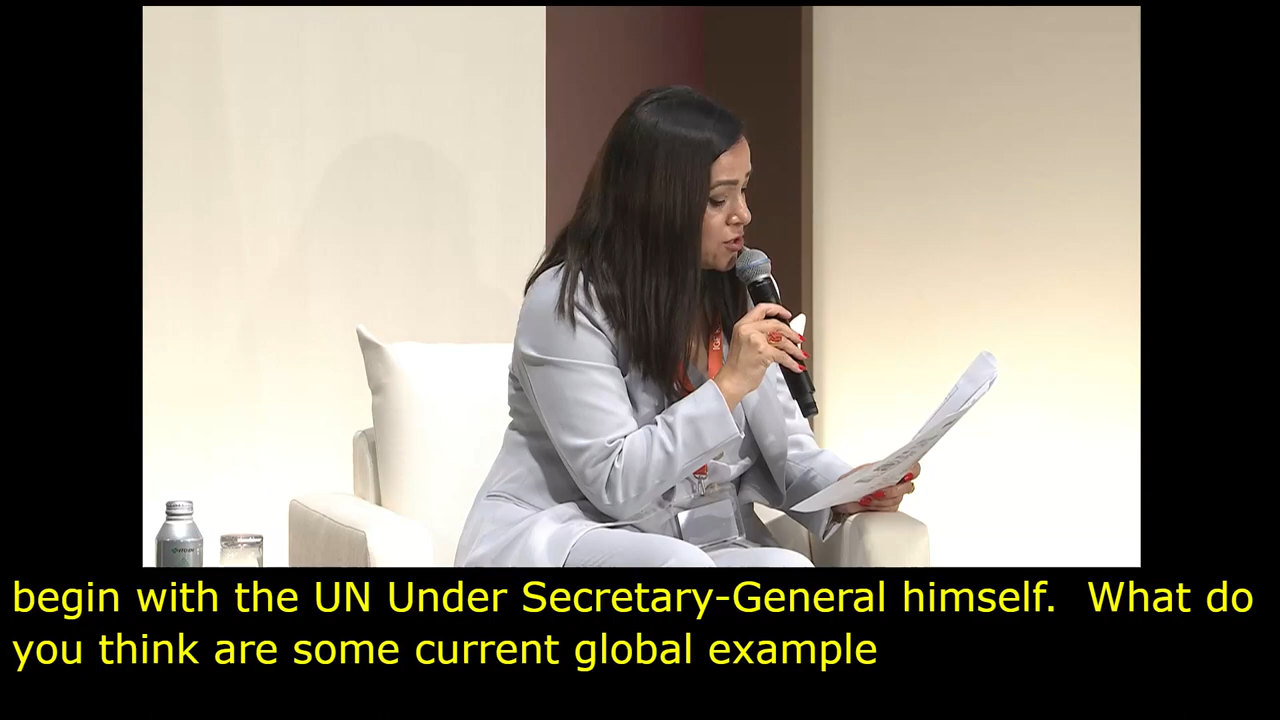 begin with the UN Under Secretary-General himself.  What do
you think are some current global example